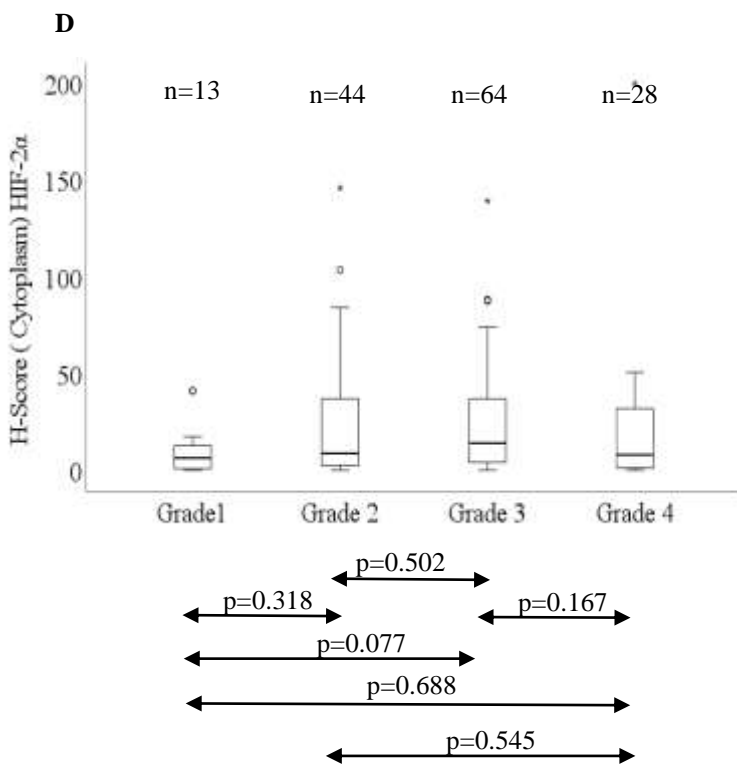 D
H-Score ( Cytoplasm) HIF-2α
200
150
100
50
0
n=13 n=44 n=64 n=28
Grade1 Grade 2 Grade 3 Grade 4
p=0.502
p=0.318 p=0.167
p=0.077
p=0.688
p=0.545